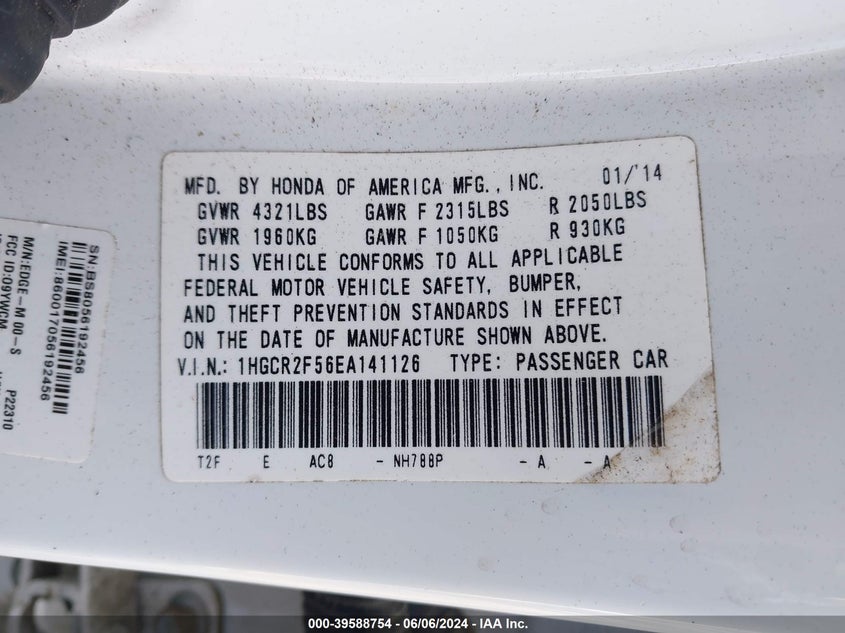 MFD. BY HONDA OF AMERICA MFG., INC. 01/'14
GVWR 4321LBS GAWR F 2315LBS R 2050LBS
GVWR 1960KG GAWR F 1050KG R 930KG
THIS VEHICLE CONFORMS TO ALL APPLICABLE
FEDERAL MOTOR VEHICLE SAFETY, BUMPER,
AND THEFT PREVENTION STANDARDS IN EFFECT
ON THE DATE OF MANUFACTURE SHOWN ABOVE.
V.I.N.: 1HGCR2F56EA141126 TYPE: PASSENGER CAR
T2F E AC8 - NH788P - A - A
SN:BS8056192456
IMEI:860017056192456
M/N:EDGE-M 00-S P22310
FCC ID:O9YWCM
000-39588754 - 06/06/2024 - IAA Inc.